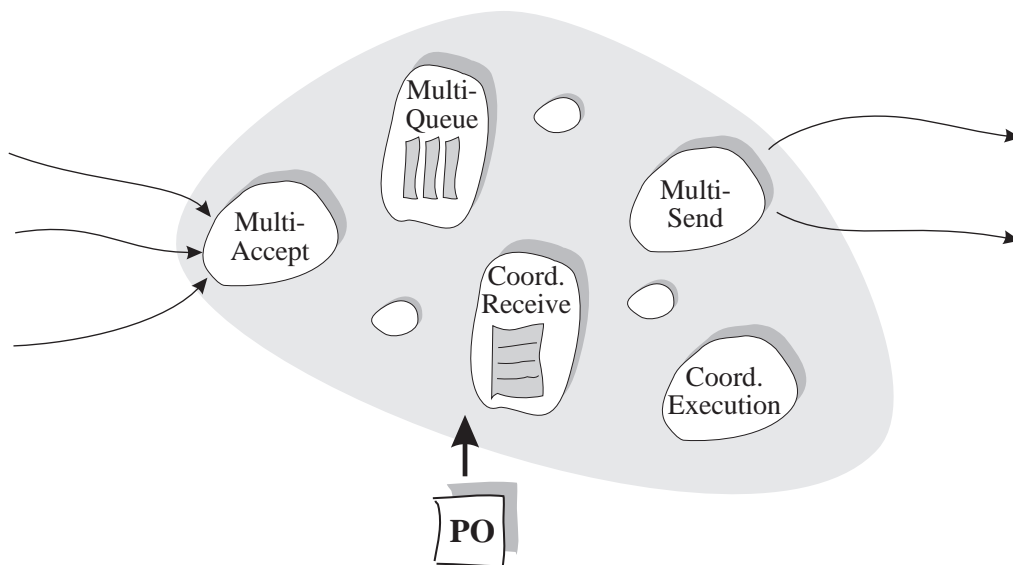 Multi-
Queue
Multi-
Accept
Multi-
Send
Coord.
Receive
Coord.
Execution
PO